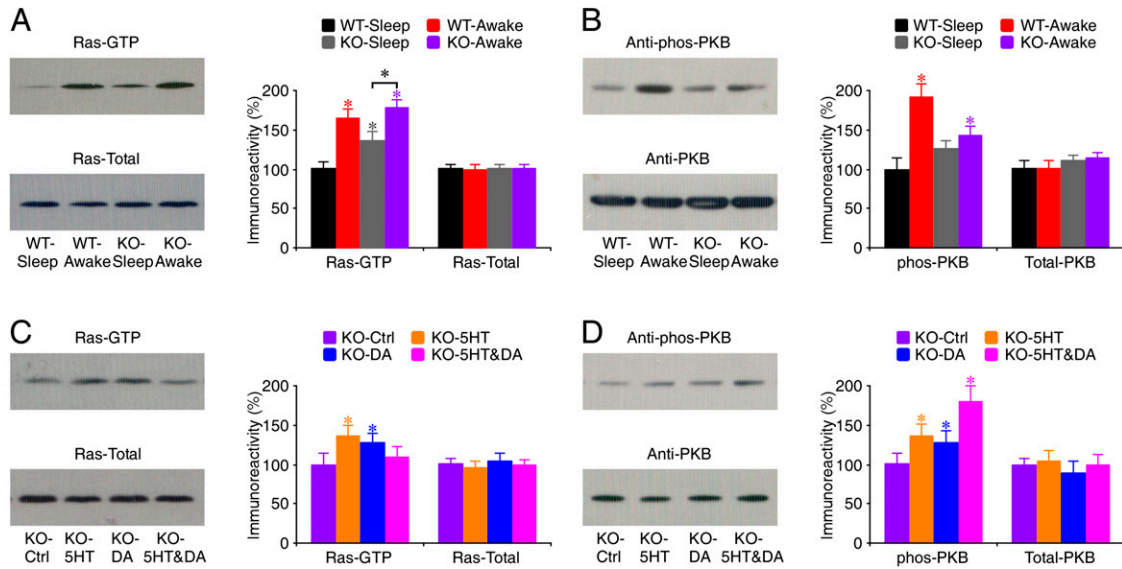 A
Ras-GTP
Ras-Total
WT-Sleep
WT-Awake
KO-Sleep
KO-Awake
WT-Sleep WT-Awake
KO-Sleep KO-Awake
Immunoreactivity (%)
200
150
100
50
0
*
*
*
*
Ras-GTP Ras-Total
B
Anti-phos-PKB
Anti-PKB
WT-Sleep
WT-Awake
KO-Sleep
KO-Awake
WT-Sleep WT-Awake
KO-Sleep KO-Awake
Immunoreactivity (%)
200
150
100
50
0
*
*
phos-PKB Total-PKB
C
Ras-GTP
Ras-Total
KO-Ctrl
KO-5HT
KO-DA
KO-5HT&DA
KO-Ctrl KO-5HT
KO-DA KO-5HT&DA
Immunoreactivity (%)
200
150
100
50
0
*
*
Ras-GTP Ras-Total
D
Anti-phos-PKB
Anti-PKB
KO-Ctrl
KO-5HT
KO-DA
KO-5HT&DA
KO-Ctrl KO-5HT
KO-DA KO-5HT&DA
Immunoreactivity (%)
200
150
100
50
0
*
*
*
phos-PKB Total-PKB